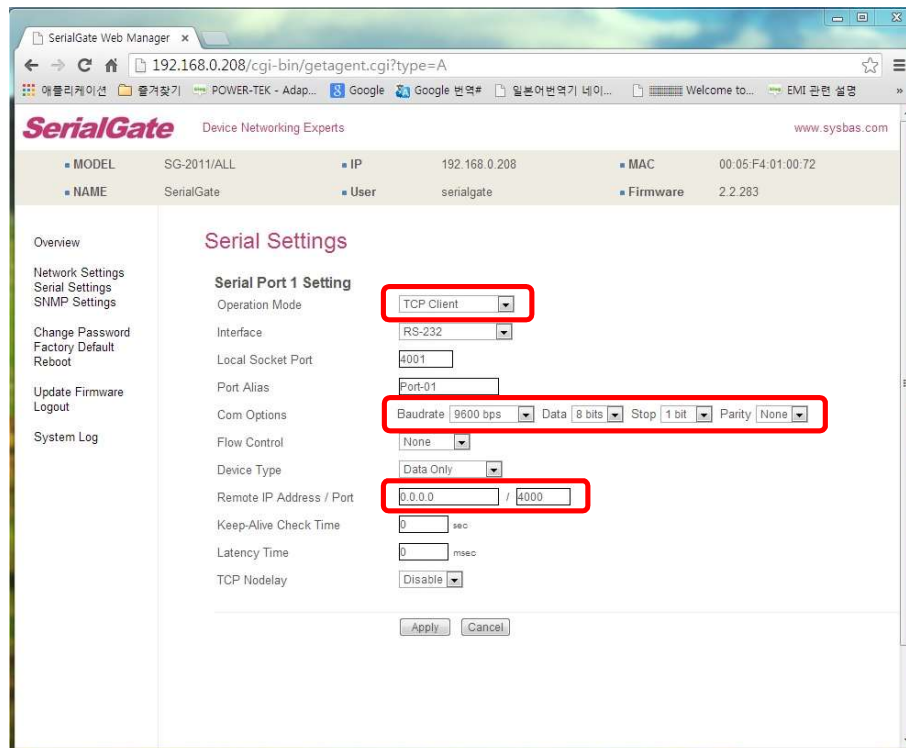 SerialGate Web Manager
192.168.0.208/cgi-bin/getagent.cgi?type=A
애플리케이션 즐겨찾기 POWER-TEK - Adap... Google Google 번역# 일본어번역기 네이... Welcome to... EMI 관련 설명 »
SerialGate Device Networking Experts www.sysbas.com
MODEL SG-2011/ALL IP 192.168.0.208 MAC 00:05:F4:01:00:72
NAME SerialGate User serialgate Firmware 2.2.283
Overview
Network Settings
Serial Settings
SNMP Settings
Change Password
Factory Default
Reboot
Update Firmware
Logout
System Log
Serial Settings
Serial Port 1 Setting
Operation Mode TCP Client
Interface RS-232
Local Socket Port 4001
Port Alias Port-01
Com Options Baudrate 9600 bps Data 8 bits Stop 1 bit Parity None
Flow Control None
Device Type Data Only
Remote IP Address / Port 0.0.0.0 / 4000
Keep-Alive Check Time 0 sec
Latency Time 0 msec
TCP Nodelay Disable
Apply Cancel